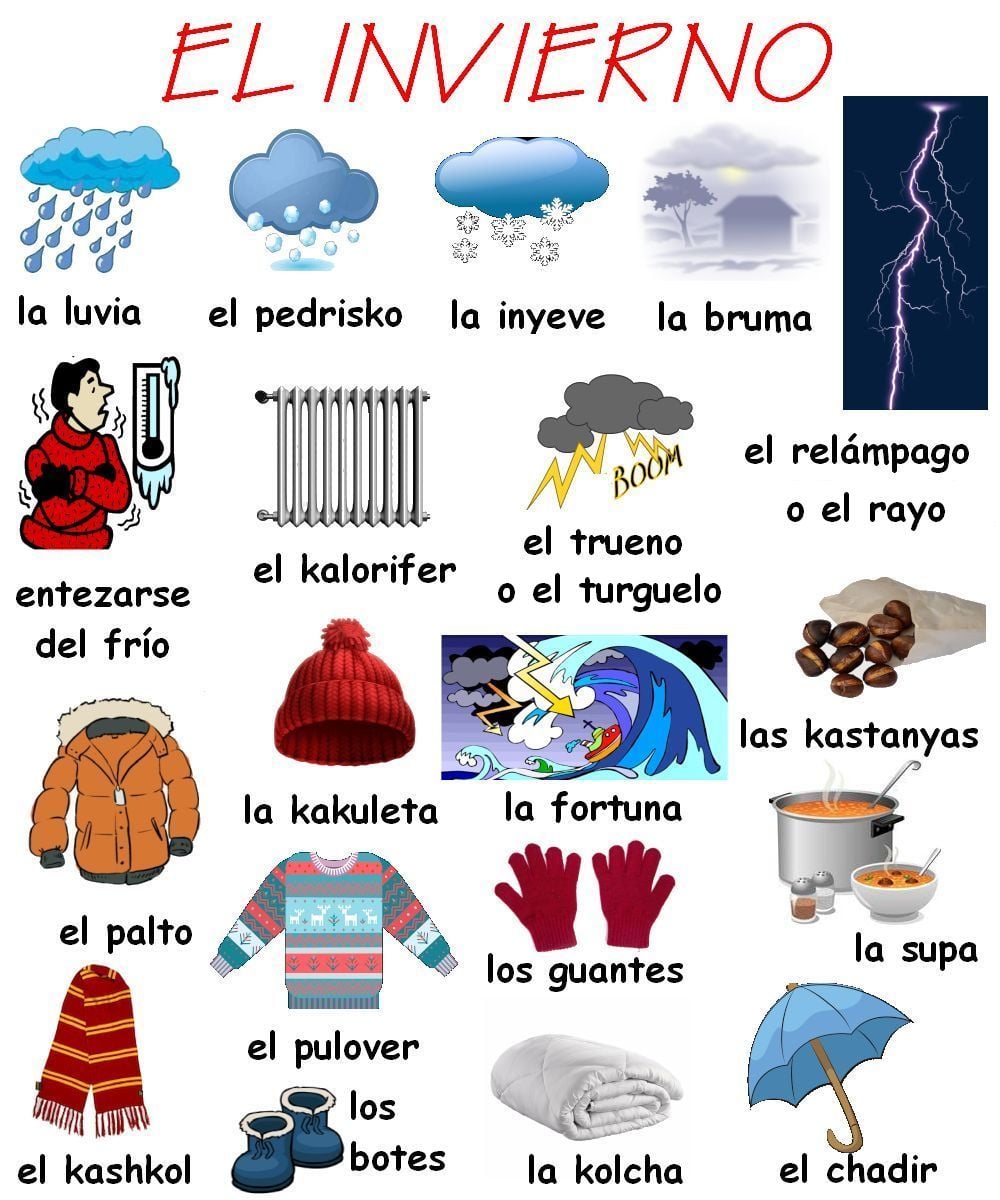 EL INVIERNO
la luvia
el pedrisko
la inyeve
la bruma
el relámpago
o el rayo
entezarse
del frío
el kalorifer
BOOM
el trueno
o el turguelo
las kastanyas
la kakuleta
la fortuna
el palto
el pulover
los guantes
la supa
el kashkol
los
botes
la kolcha
el chadir